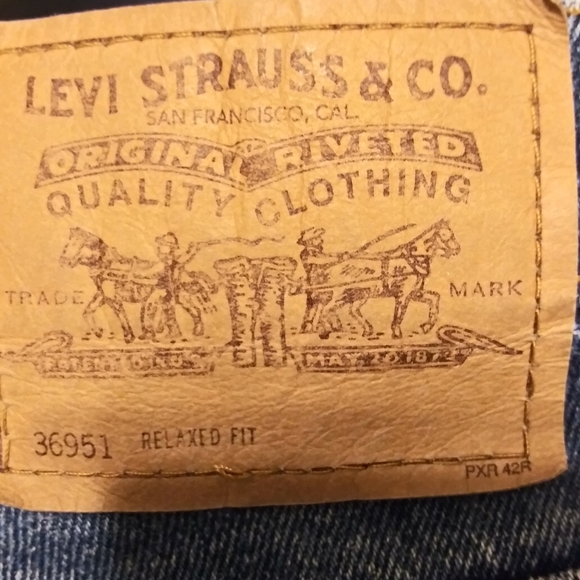 LEVI STRAUSS & CO.
SAN FRANCISCO, CAL.
ORIGINAL RIVETED
QUALITY CLOTHING
TRADE MARK
MAY 20 1873
36951 RELAXED FIT
PXR 42R